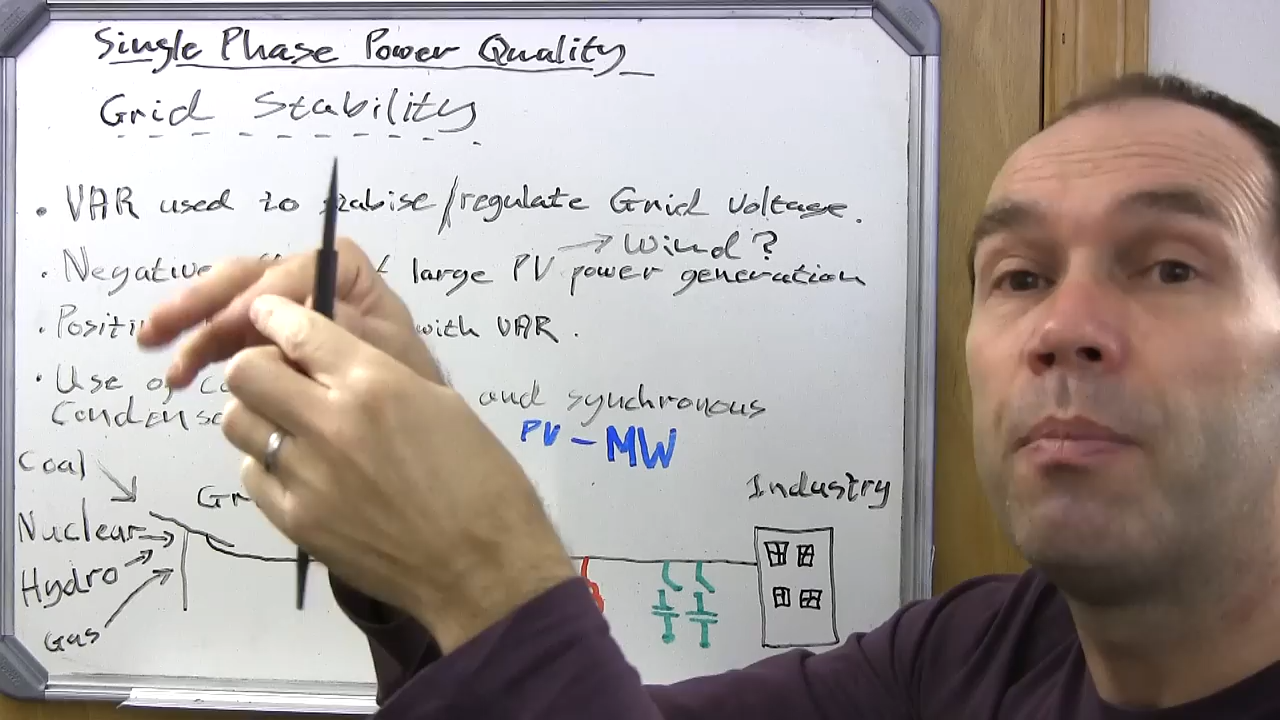 Single Phase Power Quality
Grid Stability
• VAR used to stabise/regulate Grid voltage.
→ Wind?
• Negative large PV power generation
• Positi with VAR.
• Use of and synchronous
PV - MW
Coal
Industry
Nuclear
Hydro
Gas